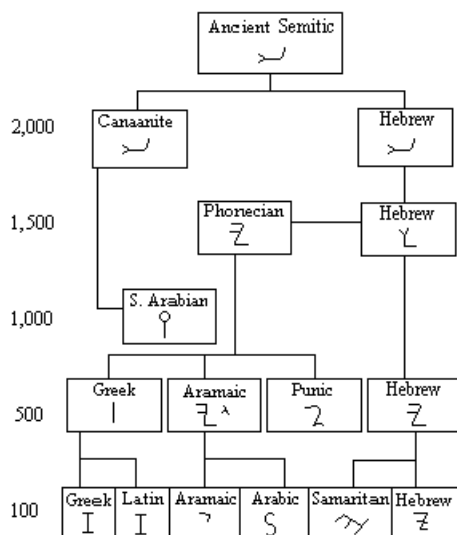 Ancient Semitic
2,000
Canaanite
Hebrew
1,500
Phonecian
Hebrew
1,000
S. Arabian
500
Greek
Aramaic
Punic
Hebrew
100
Greek
Latin
Aramaic
Arabic
Samaritan
Hebrew